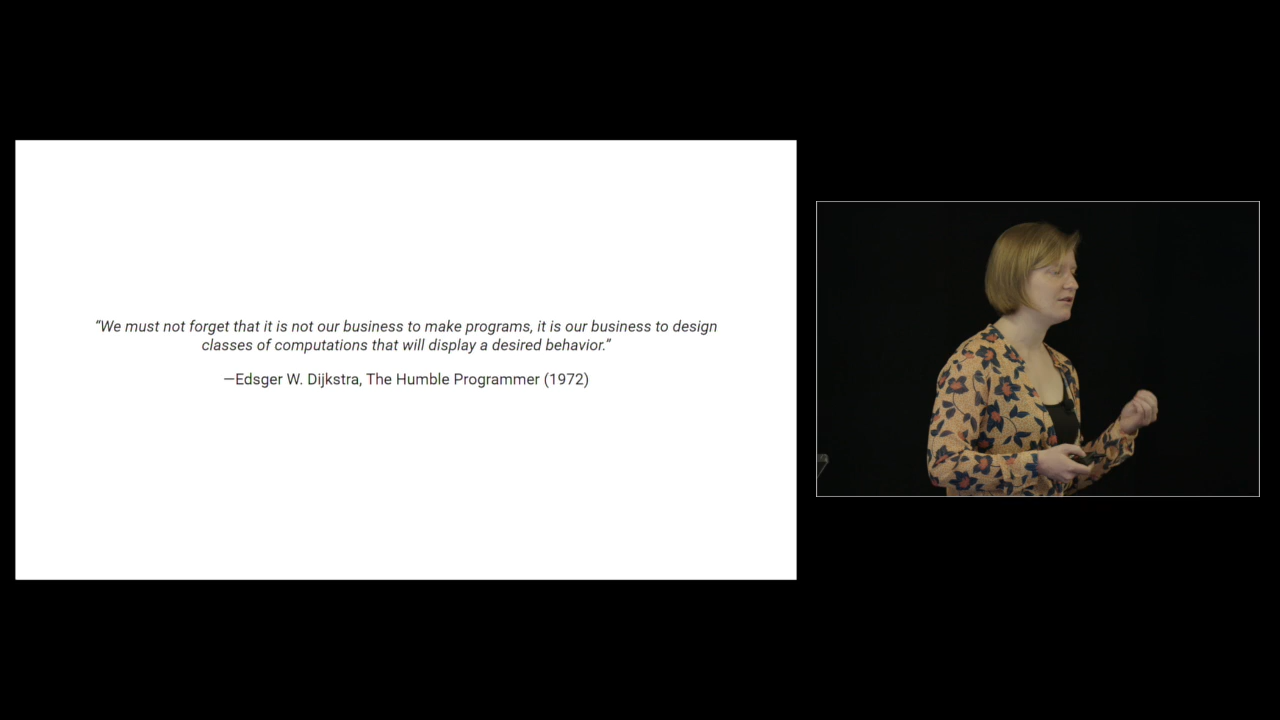 “We must not forget that it is not our business to make programs, it is our business to design
classes of computations that will display a desired behavior.”
—Edsger W. Dijkstra, The Humble Programmer (1972)